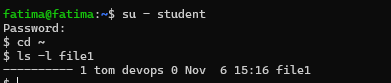 fatima@fatima:~$ su - student
Password:
$ cd ~
$ ls -l file1
---------- 1 tom devops 0 Nov  6 15:16 file1
$